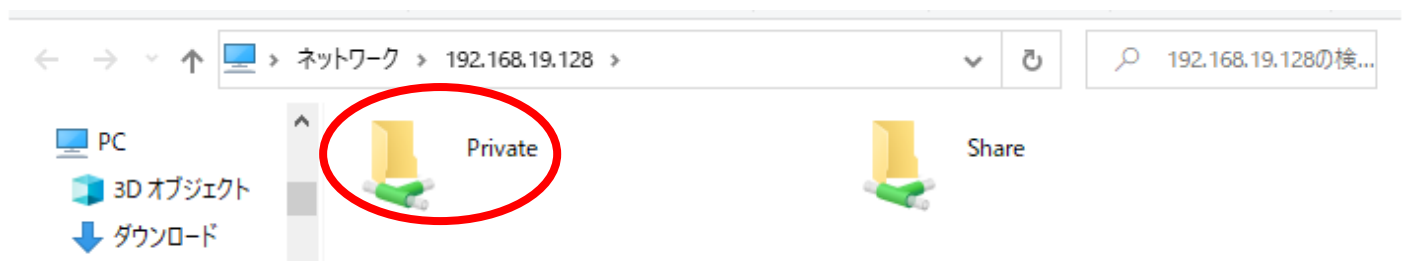 ネットワーク › 192.168.19.128 ›
192.168.19.128の検...
PC
3D オブジェクト
ダウンロード
Private
Share